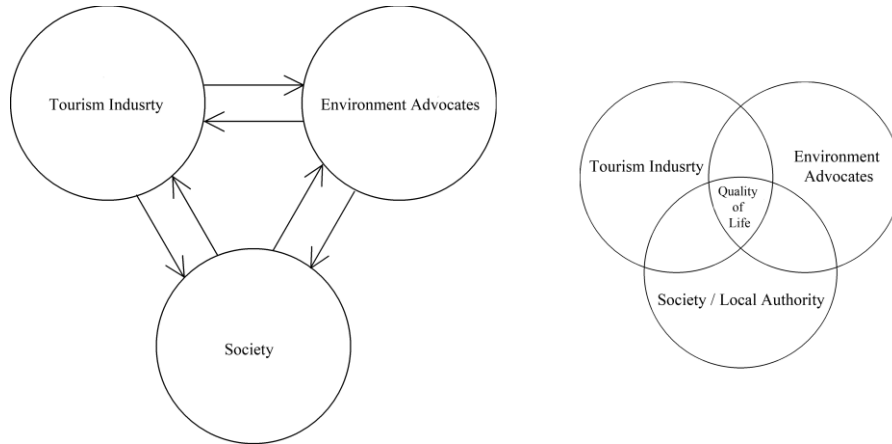 Tourism Indusrty
Environment Advocates
Society
Tourism Indusrty
Environment
Advocates
Quality
of
Life
Society / Local Authority